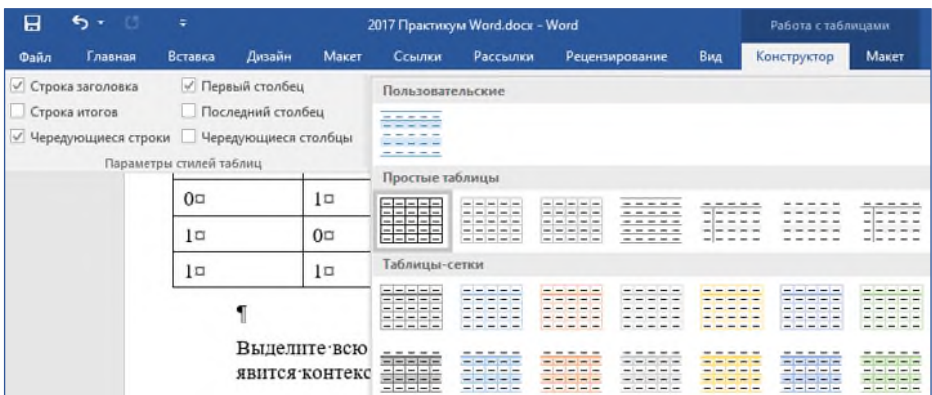 2017 Практикум Word.docx - Word
Работа с таблицами
Файл Главная Вставка Дизайн Макет Ссылки Рассылки Рецензирование Вид Конструктор Макет
Строка заголовка Первый столбец
Строка итогов Последний столбец
Чередующиеся строки Чередующиеся столбцы
Параметры стилей таблиц
Пользовательские
Простые таблицы
Таблицы-сетки
0¤ 1¤
1¤ 0¤
1¤ 1¤
¶
Выделите·всю
явится·контекс